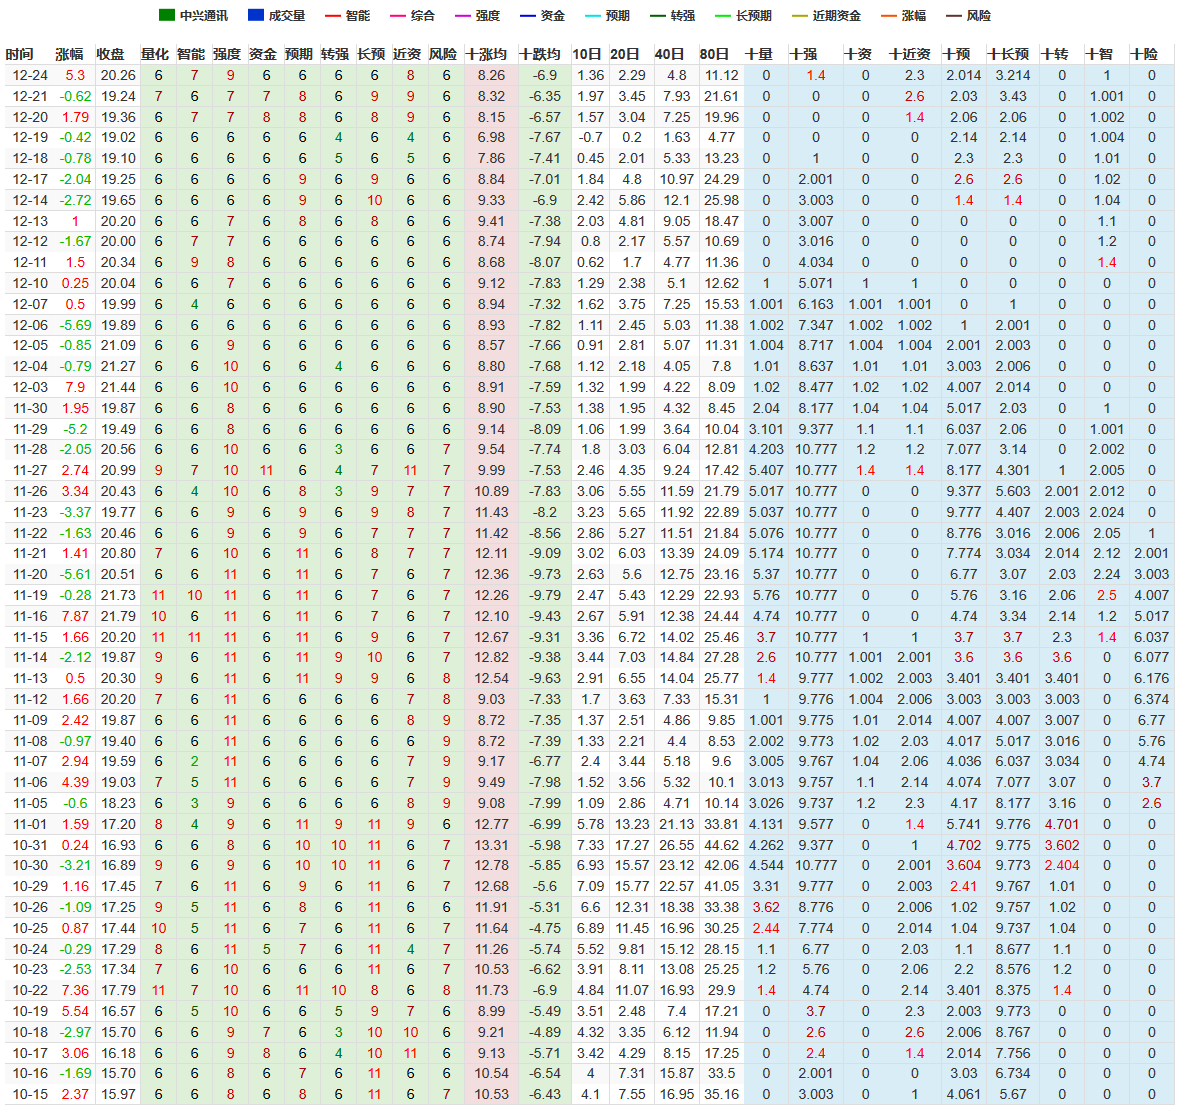 中兴通讯 成交量 智能 综合 强度 资金 预期 转强 长预期 近期资金 涨幅 风险
时间 涨幅 收盘 量化 智能 强度 资金 预期 转强 长预 近资 风险 十涨均 十跌均 10日 20日 40日 80日 十量 十强 十资 十近资 十预 十长预 十转 十智 十险
12-24 5.3 20.26 6 7 9 6 6 6 6 8 6 8.26 -6.9 1.36 2.29 4.8 11.12 0 1.4 0 2.3 2.014 3.214 0 1 0
12-21 -0.62 19.24 7 6 7 7 8 6 9 9 6 8.32 -6.35 1.97 3.45 7.93 21.61 0 0 0 2.6 2.03 3.43 0 1.001 0
12-20 1.79 19.36 6 7 7 8 8 6 8 9 6 8.15 -6.57 1.57 3.04 7.25 19.96 0 0 0 1.4 2.06 2.06 0 1.002 0
12-19 -0.42 19.02 6 6 6 6 6 4 6 4 6 6.98 -7.67 -0.7 0.2 1.63 4.77 0 0 0 0 2.14 2.14 0 1.004 0
12-18 -0.78 19.10 6 6 6 6 6 5 6 5 6 7.86 -7.41 0.45 2.01 5.33 13.23 0 1 0 0 2.3 2.3 0 1.01 0
12-17 -2.04 19.25 6 6 6 6 9 6 9 6 6 8.84 -7.01 1.84 4.8 10.97 24.29 0 2.001 0 0 2.6 2.6 0 1.02 0
12-14 -2.72 19.65 6 6 6 6 9 6 10 6 6 9.33 -6.9 2.42 5.86 12.1 25.98 0 3.003 0 0 1.4 1.4 0 1.04 0
12-13 1 20.20 6 6 7 6 8 6 8 6 6 9.41 -7.38 2.03 4.81 9.05 18.47 0 3.007 0 0 0 0 0 1.1 0
12-12 -1.67 20.00 6 7 7 6 6 6 6 6 6 8.74 -7.94 0.8 2.17 5.57 10.69 0 3.016 0 0 0 0 0 1.2 0
12-11 1.5 20.34 6 9 8 6 6 6 6 6 6 8.68 -8.07 0.62 1.7 4.77 11.36 0 4.034 0 0 0 0 0 1.4 0
12-10 0.25 20.04 6 6 7 6 6 6 6 6 6 9.12 -7.83 1.29 2.38 5.1 12.62 1 5.071 1 1 0 0 0 0 0
12-07 0.5 19.99 6 4 6 6 6 6 6 6 6 8.94 -7.32 1.62 3.75 7.25 15.53 1.001 6.163 1.001 1.001 0 1 0 0 0
12-06 -5.69 19.89 6 6 6 6 6 6 6 6 6 8.93 -7.82 1.11 2.45 5.03 11.38 1.002 7.347 1.002 1.002 1 2.001 0 0 0
12-05 -0.85 21.09 6 6 9 6 6 6 6 6 6 8.57 -7.66 0.91 2.81 5.07 11.31 1.004 8.717 1.004 1.004 2.001 2.003 0 0 0
12-04 -0.79 21.27 6 6 10 6 6 4 6 6 6 8.80 -7.68 1.12 2.18 4.05 7.8 1.01 8.637 1.01 1.01 3.003 2.006 0 0 0
12-03 7.9 21.44 6 6 10 6 6 6 6 6 6 8.91 -7.59 1.32 1.99 4.22 8.09 1.02 8.477 1.02 1.02 4.007 2.014 0 0 0
11-30 1.95 19.87 6 6 8 6 6 6 6 6 6 8.90 -7.53 1.38 1.95 4.32 8.45 2.04 8.177 1.04 1.04 5.017 2.03 0 1 0
11-29 -5.2 19.49 6 6 8 6 6 6 6 6 6 9.14 -8.09 1.06 1.99 3.64 10.04 3.101 9.377 1.1 1.1 6.037 2.06 0 1.001 0
11-28 -2.05 20.56 6 6 10 6 6 3 6 6 7 9.54 -7.74 1.8 3.03 6.04 12.81 4.203 10.777 1.2 1.2 7.077 3.14 0 2.002 0
11-27 2.74 20.99 9 7 10 11 6 4 7 11 7 9.99 -7.53 2.46 4.35 9.24 17.42 5.407 10.777 1.4 1.4 8.177 4.301 1 2.005 0
11-26 3.34 20.43 6 4 10 6 8 3 9 7 7 10.89 -7.83 3.06 5.55 11.59 21.79 5.017 10.777 0 0 9.377 5.603 2.001 2.012 0
11-23 -3.37 19.77 6 6 9 6 9 6 9 8 7 11.43 -8.2 3.23 5.65 11.92 22.89 5.037 10.777 0 0 9.777 4.407 2.003 2.024 0
11-22 -1.63 20.46 6 6 9 6 9 6 7 7 7 11.42 -8.56 2.86 5.27 11.51 21.84 5.076 10.777 0 0 8.776 3.016 2.006 2.05 1
11-21 1.41 20.80 7 6 10 6 11 6 8 7 7 12.11 -9.09 3.02 6.03 13.39 24.09 5.174 10.777 0 0 7.774 3.034 2.014 2.12 2.001
11-20 -5.61 20.51 6 6 11 6 11 6 7 6 7 12.36 -9.73 2.63 5.6 12.75 23.16 5.37 10.777 0 0 6.77 3.07 2.03 2.24 3.003
11-19 -0.28 21.73 11 10 11 6 11 6 7 6 7 12.26 -9.79 2.47 5.43 12.29 22.93 5.76 10.777 0 0 5.76 3.16 2.06 2.5 4.007
11-16 7.87 21.79 10 6 11 6 11 6 7 6 7 12.10 -9.43 2.67 5.91 12.38 24.44 4.74 10.777 0 0 4.74 3.34 2.14 1.2 5.017
11-15 1.66 20.20 11 11 11 6 11 6 9 6 7 12.67 -9.31 3.36 6.72 14.02 25.46 3.7 10.777 1 1 3.7 3.7 2.3 1.4 6.037
11-14 -2.12 19.87 9 6 11 6 11 9 10 6 7 12.82 -9.38 3.44 7.03 14.84 27.28 2.6 10.777 1.001 2.001 3.6 3.6 3.6 0 6.077
11-13 0.5 20.30 9 6 11 6 11 9 9 6 8 12.54 -9.63 2.91 6.55 14.04 25.77 1.4 9.777 1.002 2.003 3.401 3.401 3.401 0 6.176
11-12 1.66 20.20 7 6 11 6 6 6 6 7 8 9.03 -7.33 1.7 3.63 7.33 15.31 1 9.776 1.004 2.006 3.003 3.003 3.003 0 6.374
11-09 2.42 19.87 6 6 11 6 6 6 6 8 9 8.72 -7.35 1.37 2.51 4.86 9.85 1.001 9.775 1.01 2.014 4.007 4.007 3.007 0 6.77
11-08 -0.97 19.40 6 6 11 6 6 6 6 6 9 8.72 -7.39 1.33 2.21 4.4 8.53 2.002 9.773 1.02 2.03 4.017 5.017 3.016 0 5.76
11-07 2.94 19.59 6 2 11 6 6 6 6 7 9 9.17 -6.77 2.4 3.44 5.18 9.6 3.005 9.767 1.04 2.06 4.036 6.037 3.034 0 4.74
11-06 4.39 19.03 7 5 11 6 6 6 6 7 9 9.49 -7.98 1.52 3.56 5.32 10.1 3.013 9.757 1.1 2.14 4.074 7.077 3.07 0 3.7
11-05 -0.6 18.23 6 3 9 6 6 6 6 8 9 9.08 -7.99 1.09 2.86 4.71 10.14 3.026 9.737 1.2 2.3 4.17 8.177 3.16 0 2.6
11-01 1.59 17.20 8 4 9 6 11 9 11 9 6 12.77 -6.99 5.78 13.23 21.13 33.81 4.131 9.577 0 1.4 5.741 9.776 4.701 0 0
10-31 0.24 16.93 6 6 8 6 10 10 11 6 7 13.31 -5.98 7.33 17.27 26.55 44.62 4.262 9.377 0 1 4.702 9.775 3.602 0 0
10-30 -3.21 16.89 9 6 9 6 10 10 11 6 7 12.78 -5.85 6.93 15.57 23.12 42.06 4.544 10.777 0 2.001 3.604 9.773 2.404 0 0
10-29 1.16 17.45 7 6 11 6 9 6 11 6 7 12.68 -5.6 7.09 15.77 22.57 41.05 3.31 9.777 0 2.003 2.41 9.767 1.01 0 0
10-26 -1.09 17.25 9 5 11 6 8 6 11 6 7 11.91 -5.31 6.6 12.31 18.38 33.38 3.62 8.776 0 2.006 1.02 9.757 1.02 0 0
10-25 0.87 17.44 10 5 11 6 7 6 11 6 7 11.64 -4.75 6.89 11.45 16.96 30.25 2.44 7.774 0 2.014 1.04 9.737 1.04 0 0
10-24 -0.29 17.29 8 6 11 5 7 6 11 4 7 11.26 -5.74 5.52 9.81 15.12 28.15 1.1 6.77 0 2.03 1.1 8.677 1.1 0 0
10-23 -2.53 17.34 7 6 10 6 6 6 11 6 7 10.53 -6.62 3.91 8.11 13.08 25.25 1.2 5.76 0 2.06 2.2 8.576 1.2 0 0
10-22 7.36 17.79 11 7 10 6 11 10 8 6 8 11.73 -6.9 4.84 11.07 16.93 29.9 1.4 4.74 0 2.14 3.401 8.375 1.4 0 0
10-19 5.54 16.57 6 5 10 6 6 5 9 7 6 8.99 -5.49 3.51 2.48 7.4 17.21 0 3.7 0 2.3 2.003 9.773 0 0 0
10-18 -2.97 15.70 6 6 9 7 6 3 10 10 6 9.21 -4.89 4.32 3.35 6.12 11.94 0 2.6 0 2.6 2.006 8.767 0 0 0
10-17 3.06 16.18 6 6 9 8 6 4 10 11 6 9.13 -5.71 3.42 4.29 8.15 17.25 0 2.4 0 1.4 2.014 7.756 0 0 0
10-16 -1.69 15.70 6 6 8 6 7 6 11 6 6 10.54 -6.54 4 7.31 15.87 33.5 0 2.001 0 0 3.03 6.734 0 0 0
10-15 2.37 15.97 6 6 8 6 8 6 11 6 7 10.53 -6.43 4.1 7.55 16.95 35.16 0 3.003 0 1 4.061 5.67 0 0 0